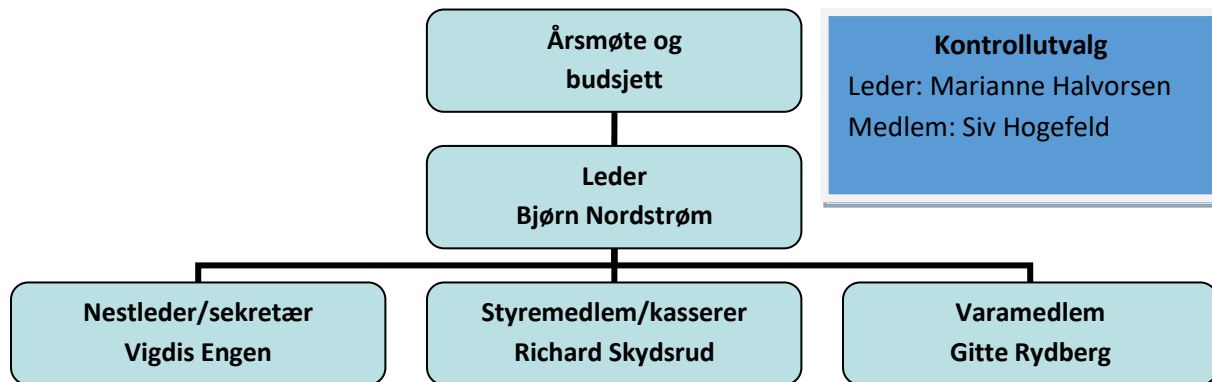 Årsmøte og
budsjett
Kontrollutvalg
Leder: Marianne Halvorsen
Medlem: Siv Hogefeld
Leder
Bjørn Nordstrøm
Nestleder/sekretær
Vigdis Engen
Styremedlem/kasserer
Richard Skydsrud
Varamedlem
Gitte Rydberg